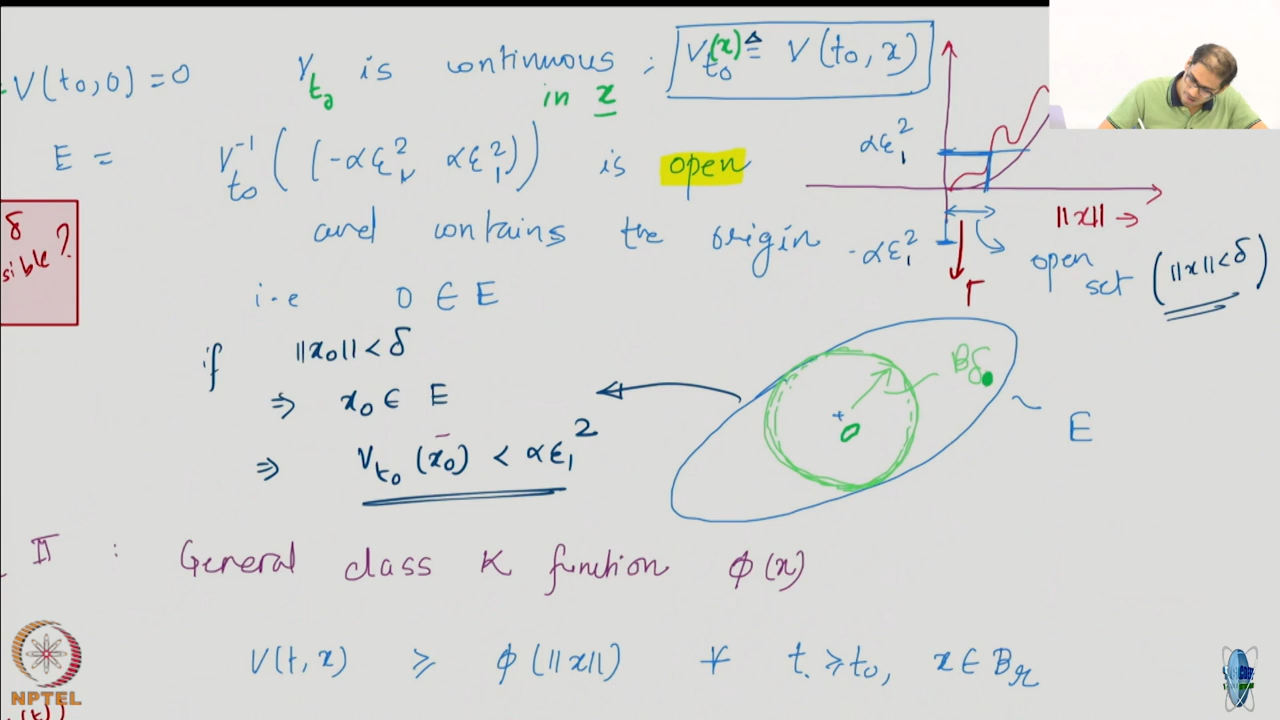 V(t₀,0)=0
V_{t₀} is continuous in x ;
V_{t₀}(x) ≜ V(t₀, x)
E = V_{t₀}^{-1}( (-αε₁², αε₁²) ) is open
and contains the origin
i.e 0 ∈ E
δ
sible?
αε₁²
-αε₁²
||x|| →
r
open set (||x|| < δ)
if ||x₀|| < δ
⇒ x₀ ∈ E
⇒ V_{t₀}(x₀) < αε₁²
Bδ
0
E
II : General class K function ϕ(x)
V(t, x) ≥ ϕ(||x||) ∀ t ≥ t₀, x ∈ B_r
NPTEL
(t))